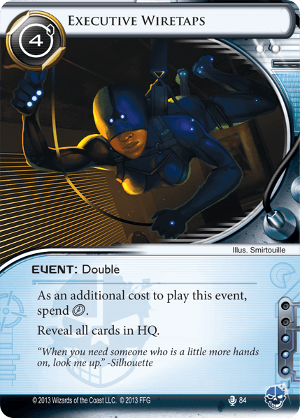 EXECUTIVE WIRETAPS
4
Illus. Smirtouille
EVENT: Double
As an additional cost to play this event,
spend .
Reveal all cards in HQ.
"When you need someone who is a little more hands
on, look me up." -Silhouette
© 2013 Wizards of the Coast LLC. © 2013 FFG
84